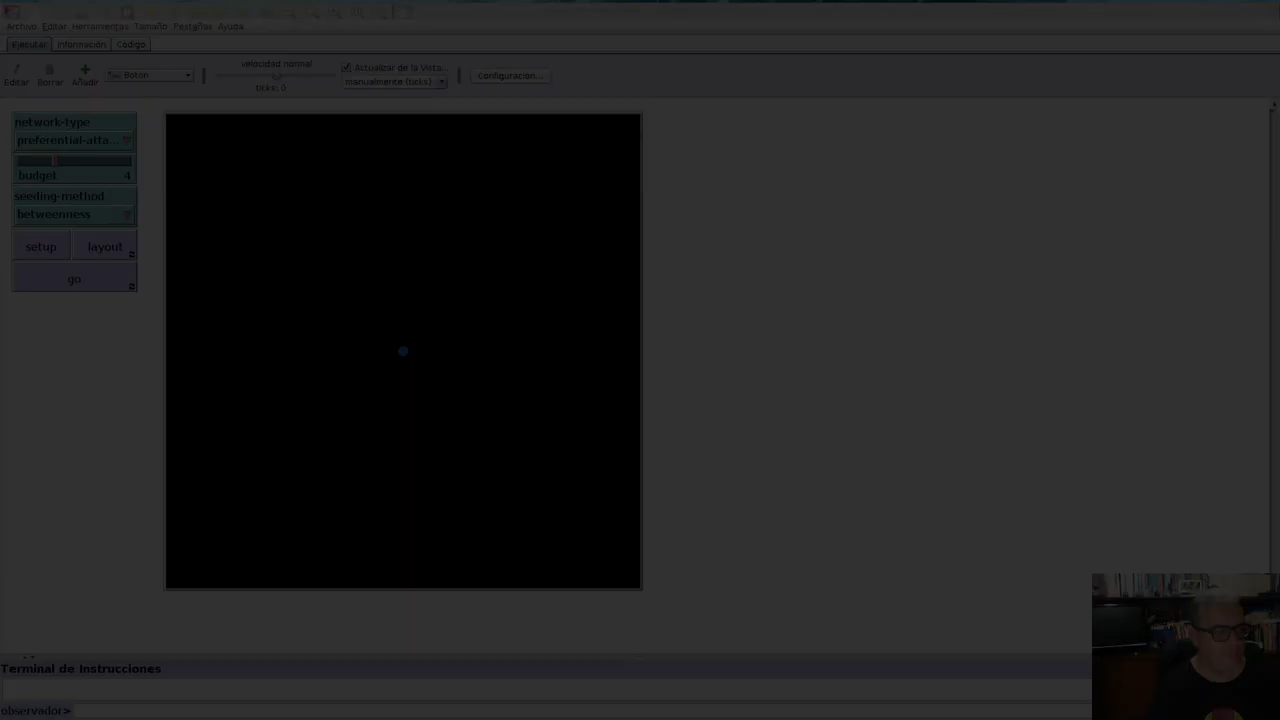 Archivo Editar Herramientas Tamaño Pestañas Ayuda
Ejecutar Información Código
Editar Borrar Añade Botón
velocidad normal
ticks: 0
Actualizar de la Vista...
manualmente (ticks)
Configuración...
network-type
preferential-atta...
budget 4
seeding-method
betweenness
setup layout
go
Terminal de Instrucciones
observador>